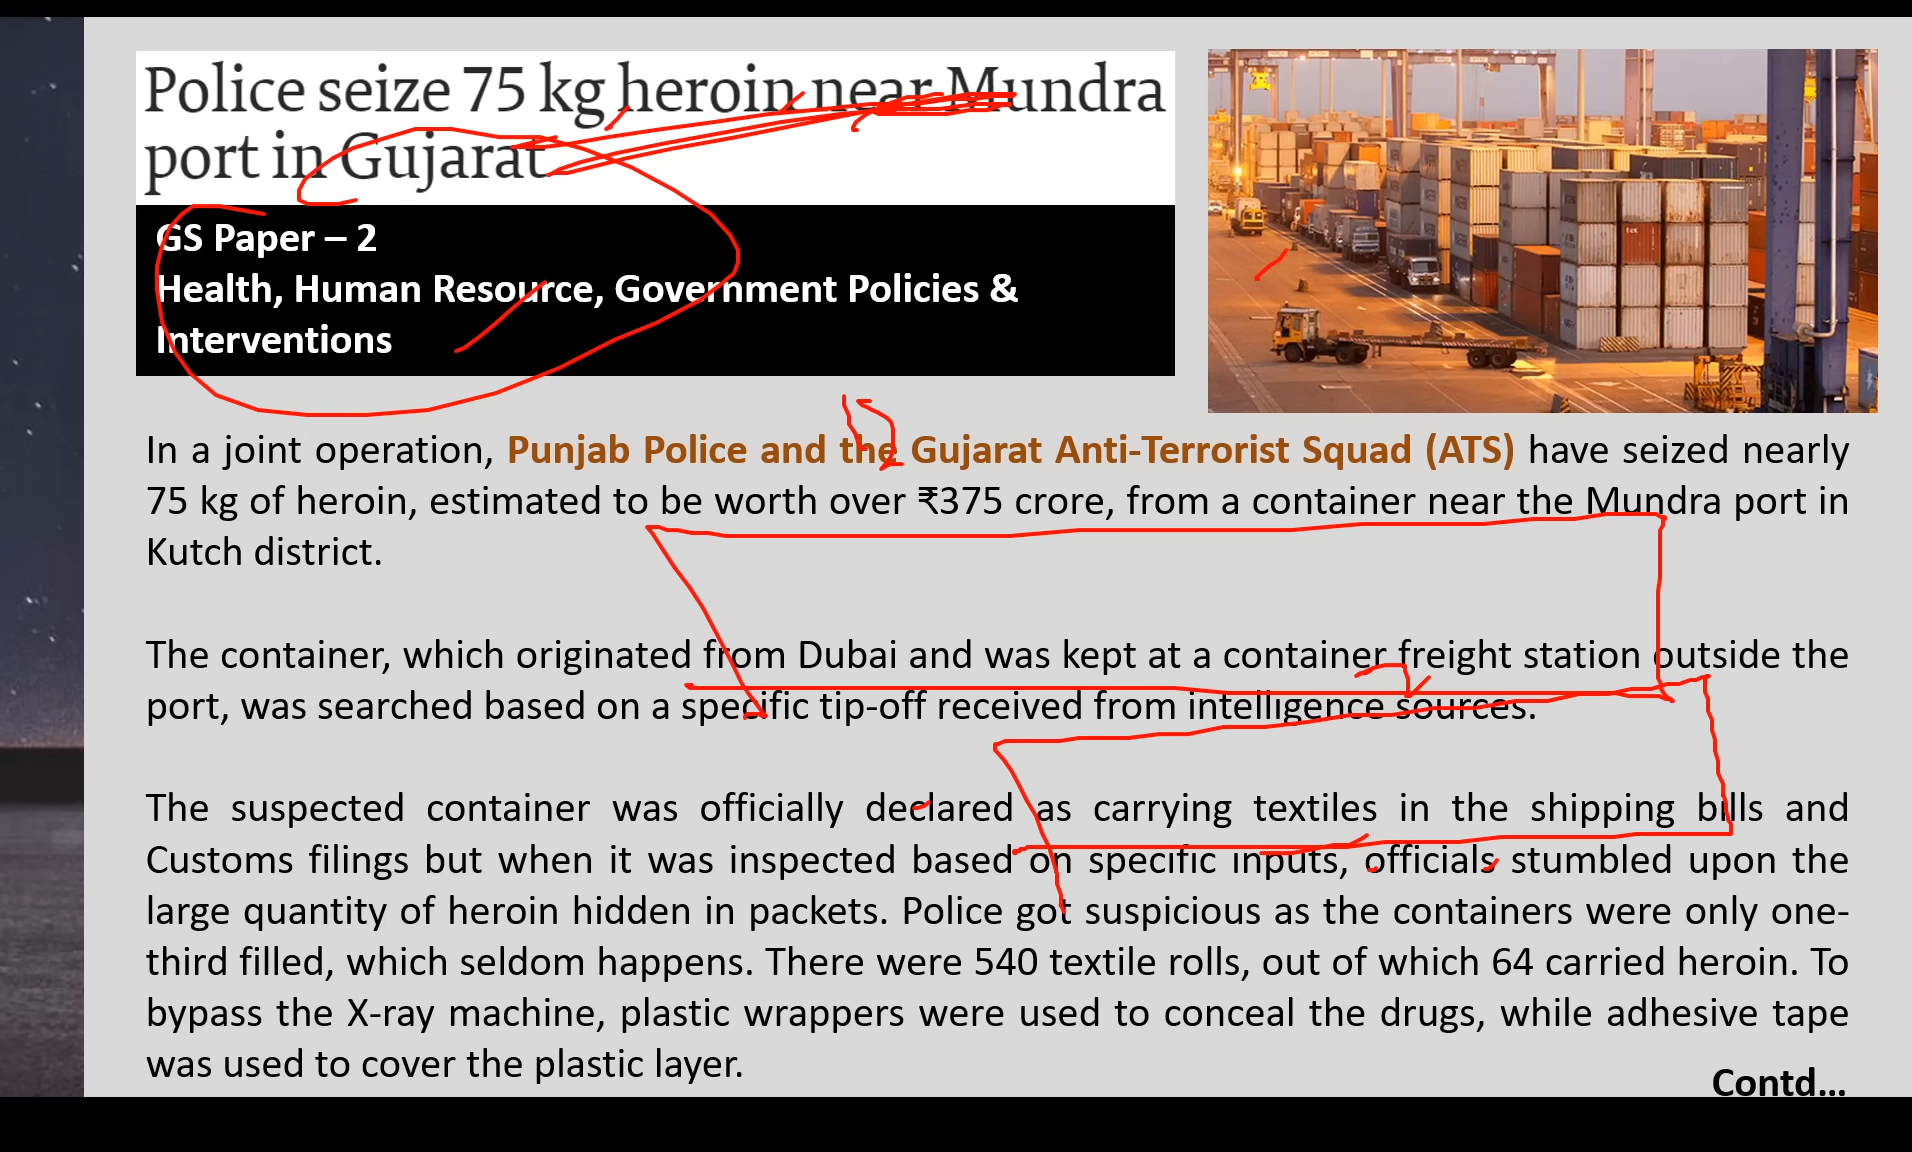 Police seize 75 kg heroin near Mundra
port in Gujarat
GS Paper – 2
Health, Human Resource, Government Policies &
Interventions
In a joint operation, Punjab Police and the Gujarat Anti-Terrorist Squad (ATS) have seized nearly
75 kg of heroin, estimated to be worth over ₹375 crore, from a container near the Mundra port in
Kutch district.
The container, which originated from Dubai and was kept at a container freight station outside the
port, was searched based on a specific tip-off received from intelligence sources.
The suspected container was officially declared as carrying textiles in the shipping bills and
Customs filings but when it was inspected based on specific inputs, officials stumbled upon the
large quantity of heroin hidden in packets. Police got suspicious as the containers were only one-
third filled, which seldom happens. There were 540 textile rolls, out of which 64 carried heroin. To
bypass the X-ray machine, plastic wrappers were used to conceal the drugs, while adhesive tape
was used to cover the plastic layer.
Contd...